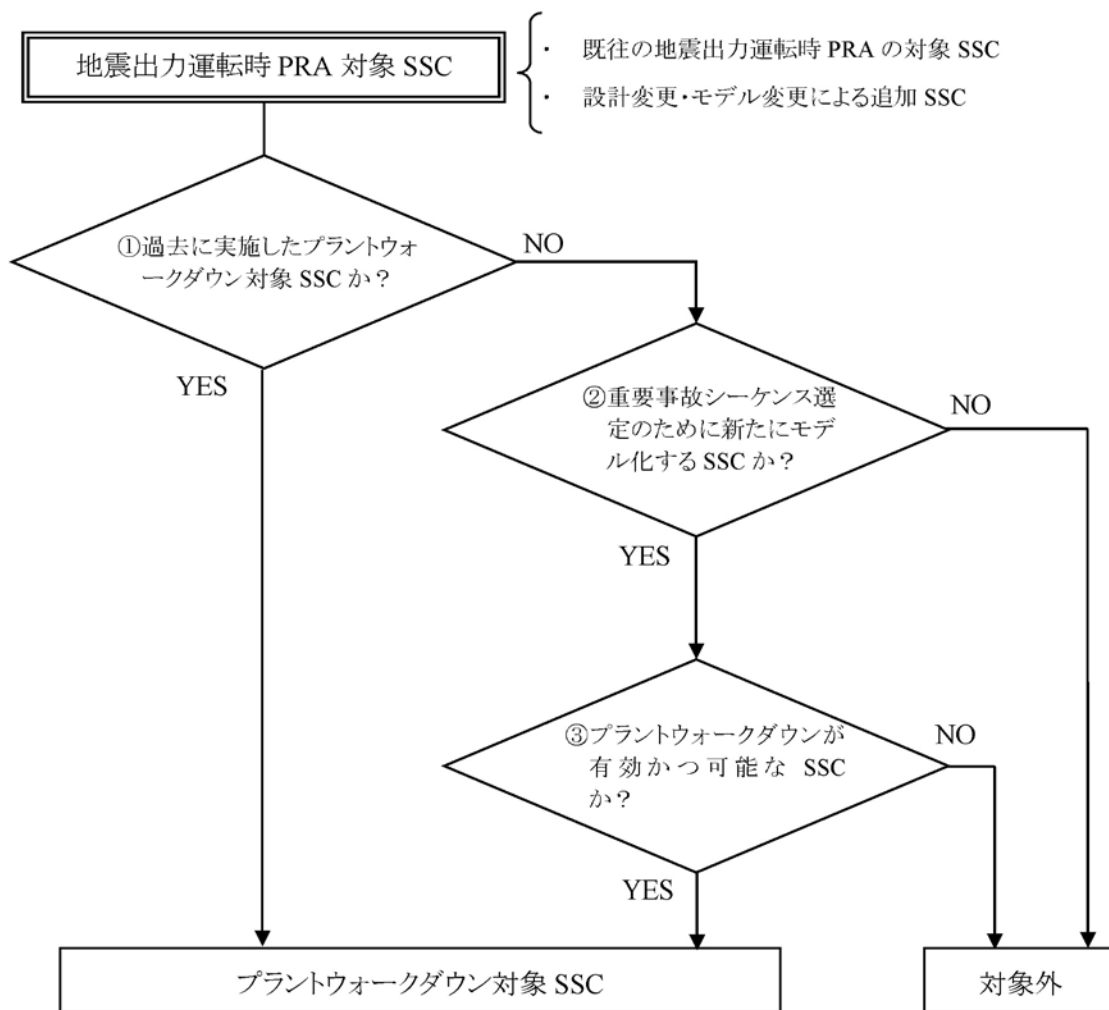 地震出力運転時 PRA 対象 SSC
・ 既往の地震出力運転時 PRA の対象 SSC
・ 設計変更・モデル変更による追加 SSC
①過去に実施したプラントウォ
ークダウン対象 SSC か？
NO
YES
②重要事故シーケンス選
定のために新たにモデ
ル化する SSC か？
NO
YES
③プラントウォークダウンが
有効かつ可能な SSC
か？
NO
YES
プラントウォークダウン対象 SSC
対象外